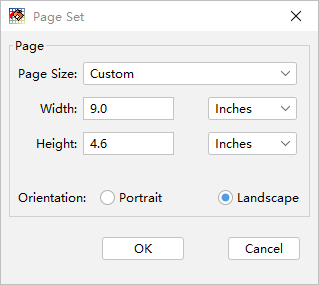 Page Set
Page
Page Size: Custom
Width: 9.0 Inches
Height: 4.6 Inches
Orientation: Portrait Landscape
OK Cancel